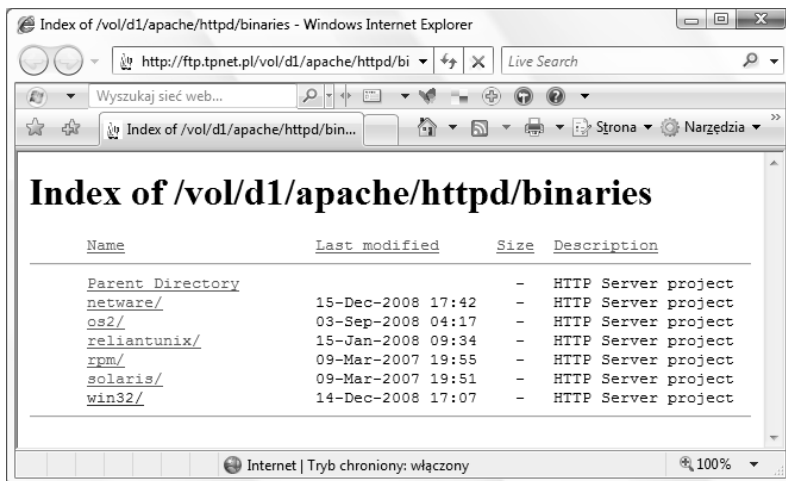 Index of /vol/d1/apache/httpd/binaries - Windows Internet Explorer
http://ftp.tpnet.pl/vol/d1/apache/httpd/bi
Live Search
Wyszukaj sieć web...
Index of /vol/d1/apache/httpd/bin...
Strona
Narzędzia
Index of /vol/d1/apache/httpd/binaries
Name Last modified Size Description
Parent Directory - HTTP Server project
netware/ 15-Dec-2008 17:42 - HTTP Server project
os2/ 03-Sep-2008 04:17 - HTTP Server project
reliantunix/ 15-Jan-2008 09:34 - HTTP Server project
rpm/ 09-Mar-2007 19:55 - HTTP Server project
solaris/ 09-Mar-2007 19:51 - HTTP Server project
win32/ 14-Dec-2008 17:07 - HTTP Server project
Internet | Tryb chroniony: włączony
100%